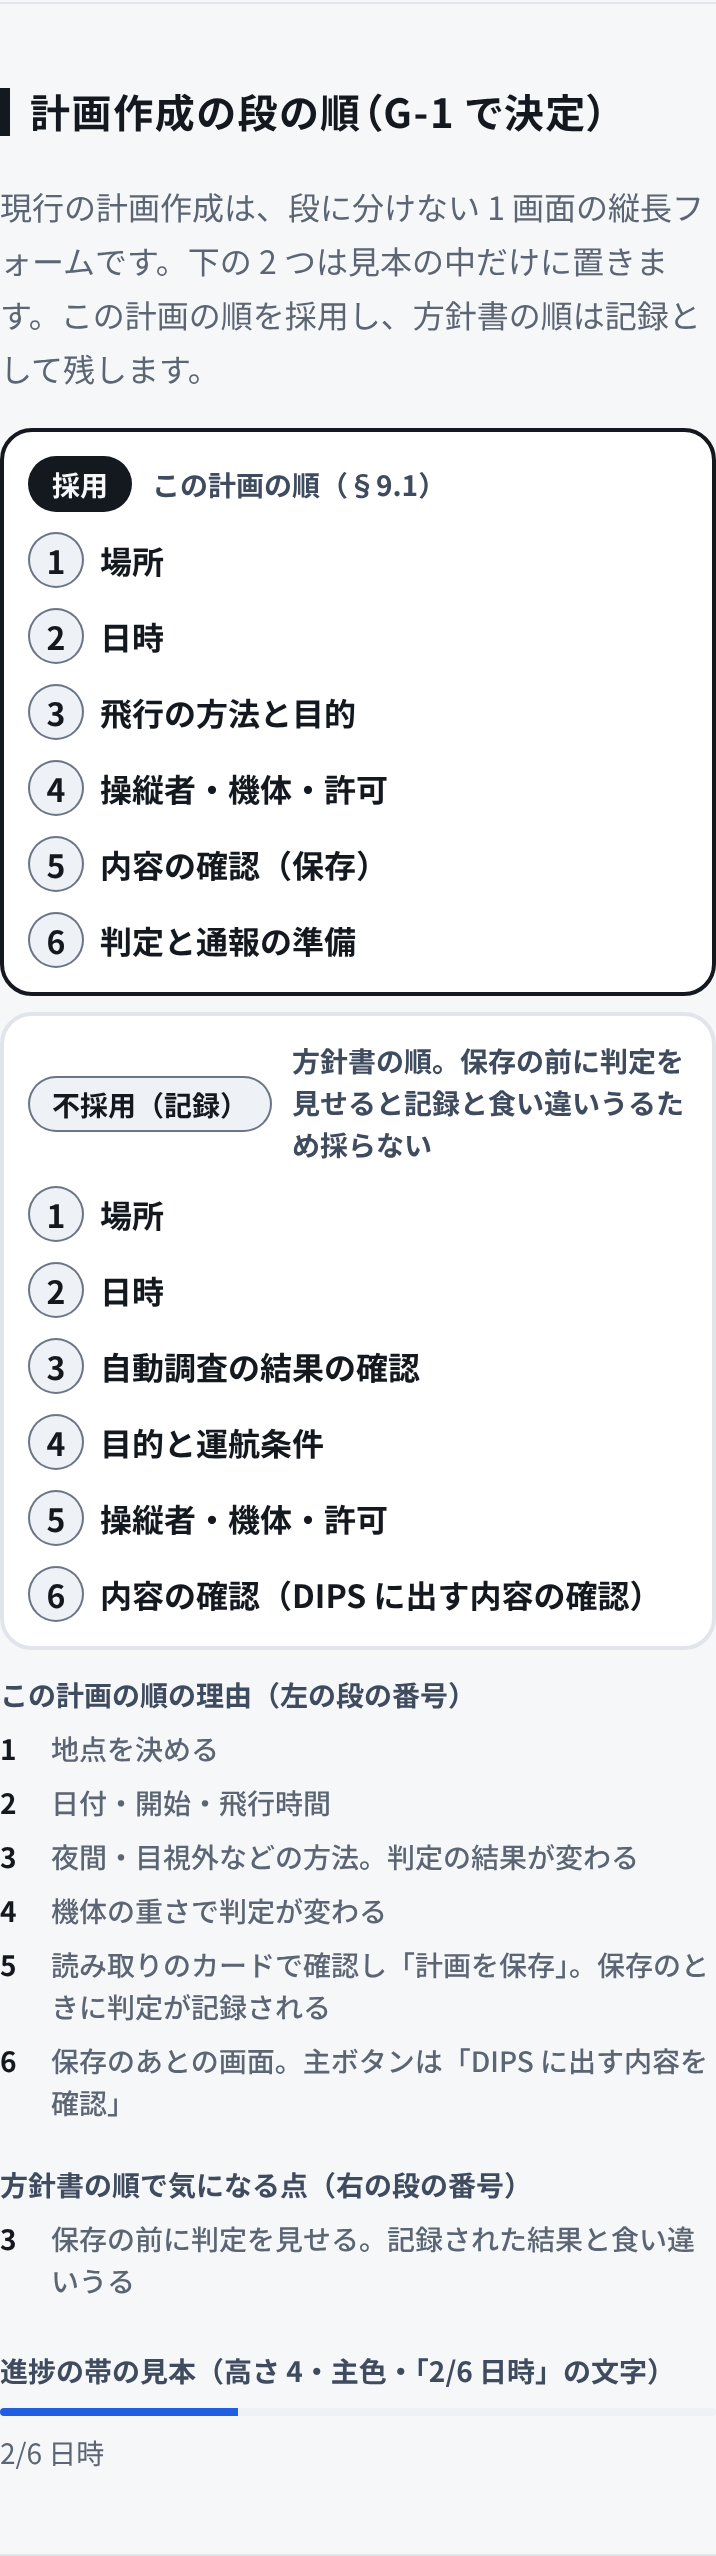 計画作成の段の順（G-1 で決定）
現行の計画作成は、段に分けない 1 画面の縦長フ
ォームです。下の 2 つは見本の中だけに置きま
す。この計画の順を採用し、方針書の順は記録と
して残します。
採用 この計画の順（§9.1）
1 場所
2 日時
3 飛行の方法と目的
4 操縦者・機体・許可
5 内容の確認（保存）
6 判定と通報の準備
不採用（記録） 方針書の順。保存の前に判定を
見せると記録と食い違いうるた
め採らない
1 場所
2 日時
3 自動調査の結果の確認
4 目的と運航条件
5 操縦者・機体・許可
6 内容の確認（DIPS に出す内容の確認）
この計画の順の理由（左の段の番号）
1 地点を決める
2 日付・開始・飛行時間
3 夜間・目視外などの方法。判定の結果が変わる
4 機体の重さで判定が変わる
5 読み取りのカードで確認し「計画を保存」。保存のと
きに判定が記録される
6 保存のあとの画面。主ボタンは「DIPS に出す内容を
確認」
方針書の順で気になる点（右の段の番号）
3 保存の前に判定を見せる。記録された結果と食い違
いうる
進捗の帯の見本（高さ 4・主色・「2/6 日時」の文字）
2/6 日時